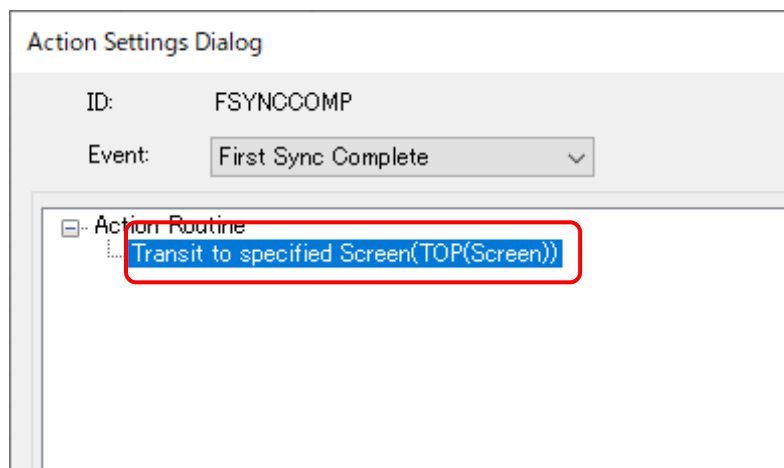 Action Settings Dialog
ID: FSYNCCOMP
Event: First Sync Complete
Action Routine
Transit to specified Screen(TOP(Screen))